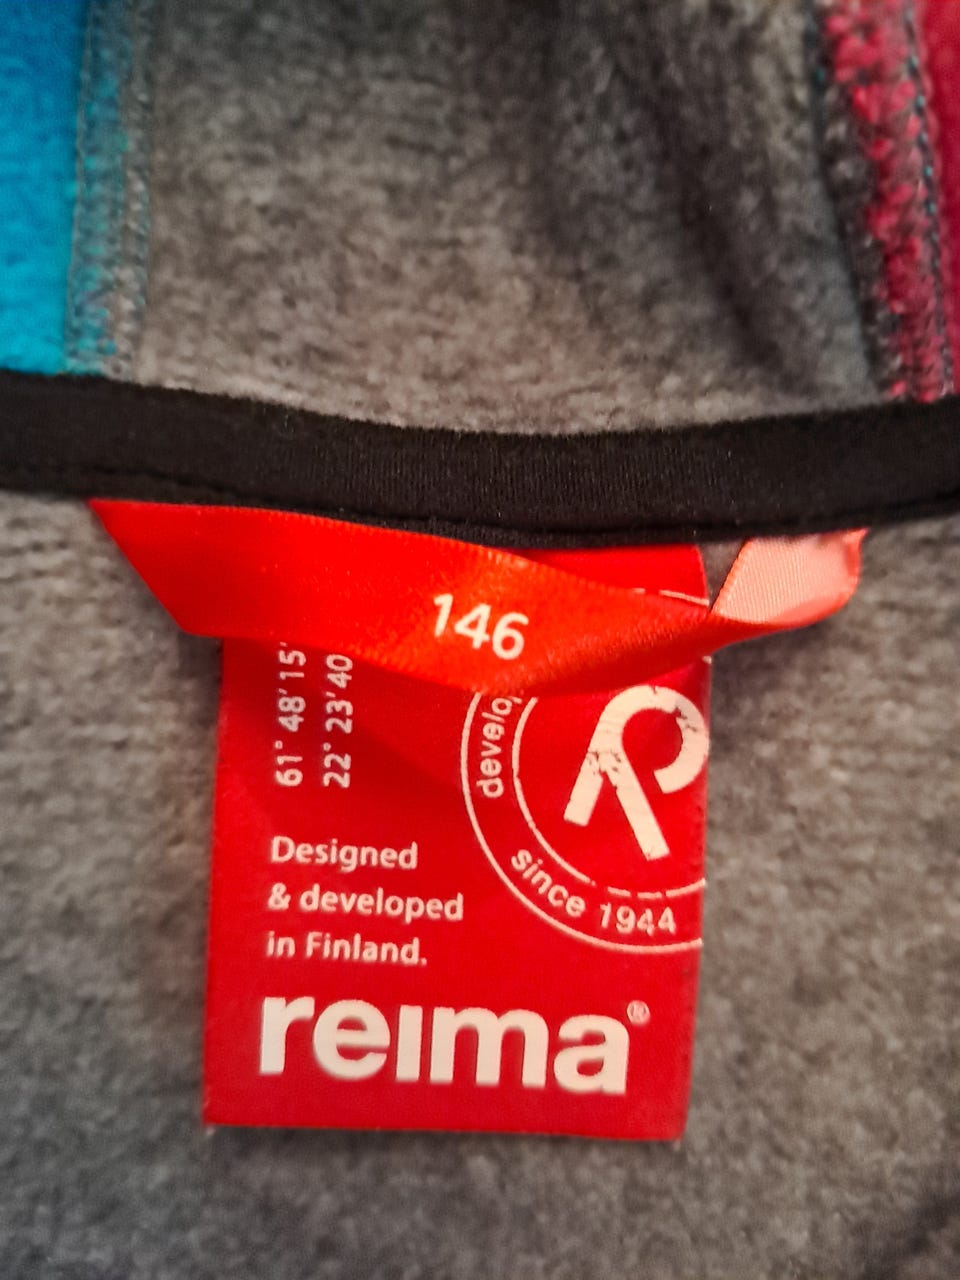 146
61° 48' 15'
22° 23' 40
since 1944
Designed
& developed
in Finland.
reima®